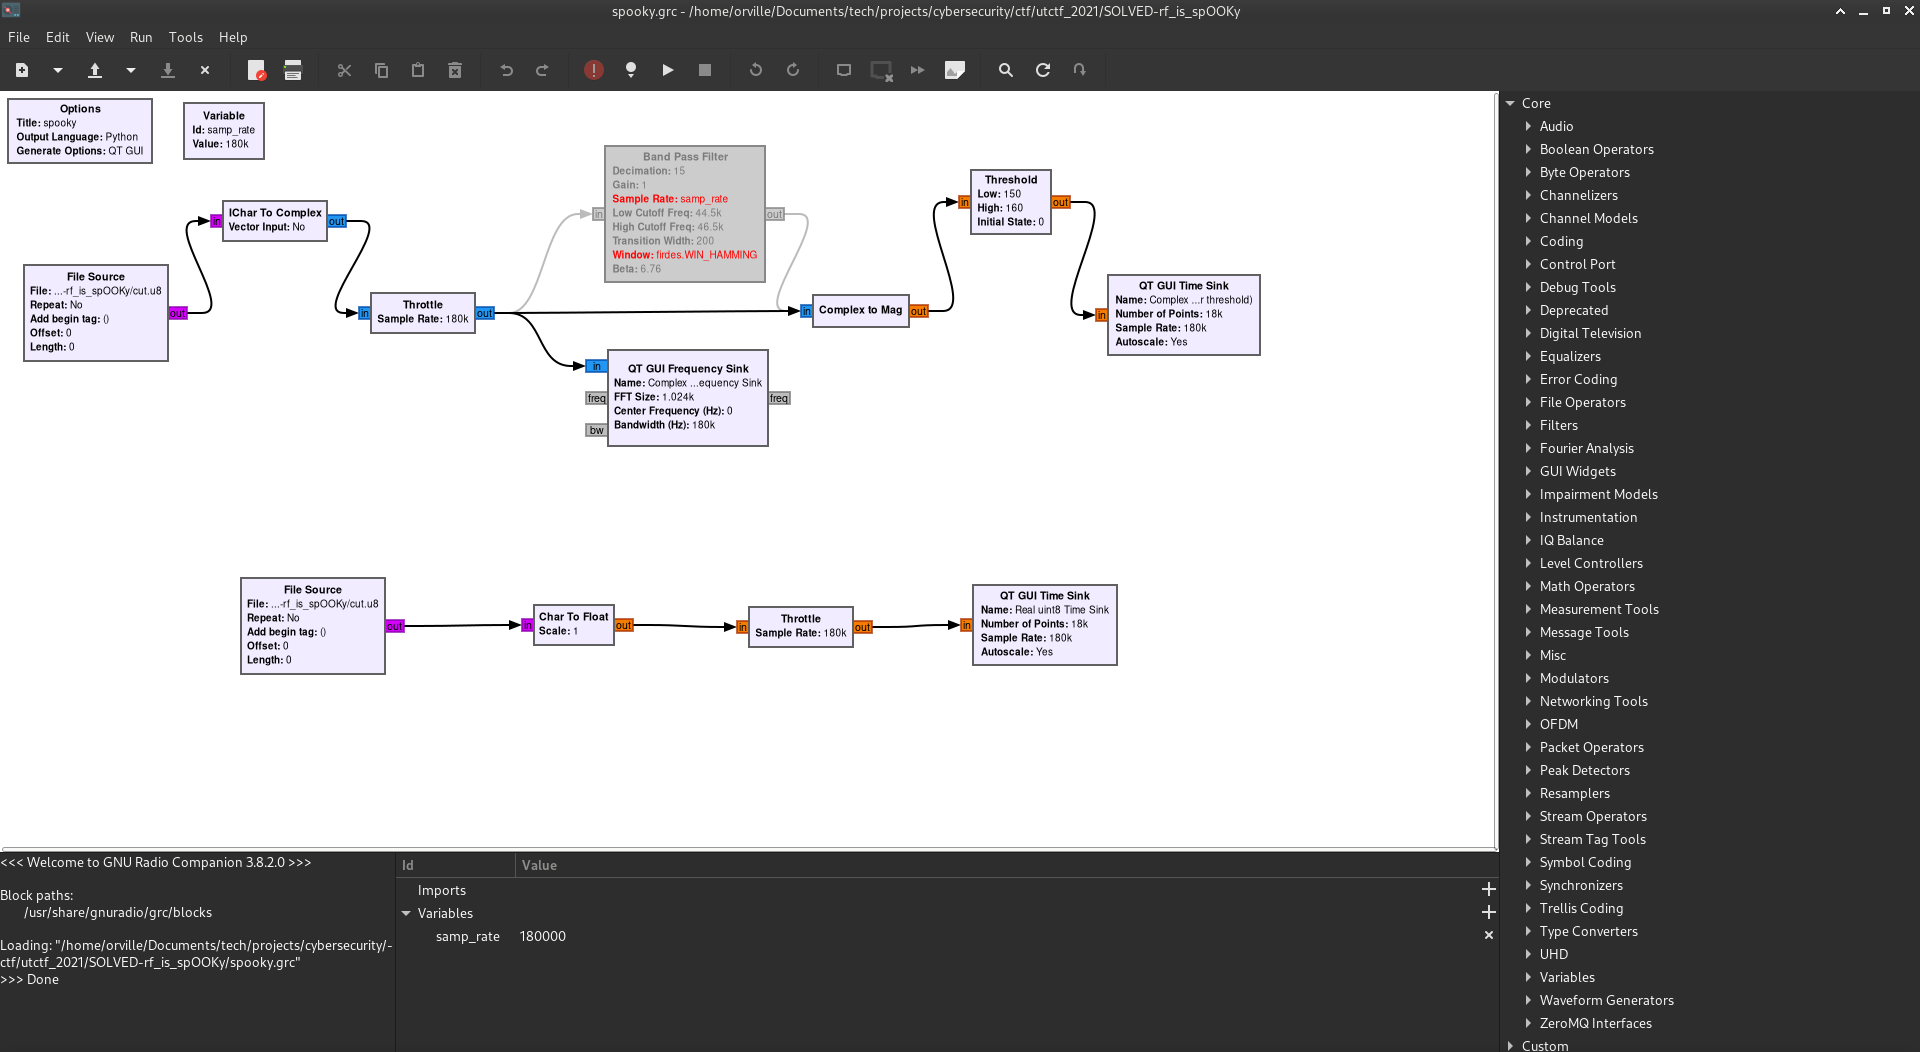 spooky.grc - /home/orville/Documents/tech/projects/cybersecurity/ctf/utctf_2021/SOLVED-rf_is_spOOKy
File Edit View Run Tools Help
Options
Title: spooky
Output Language: Python
Generate Options: QT GUI
Variable
Id: samp_rate
Value: 180k
File Source
File: ...-rf_is_spOOKy/cut.u8
Repeat: No
Add begin tag: ()
Offset: 0
Length: 0
out
in
IChar To Complex
Vector Input: No
out
in
Throttle
Sample Rate: 180k
out
in
Band Pass Filter
Decimation: 15
Gain: 1
Sample Rate: samp_rate
Low Cutoff Freq: 44.5k
High Cutoff Freq: 46.5k
Transition Width: 200
Window: firdes.WIN_HAMMING
Beta: 6.76
out
in
freq
bw
QT GUI Frequency Sink
Name: Complex ...equency Sink
FFT Size: 1.024k
Center Frequency (Hz): 0
Bandwidth (Hz): 180k
freq
in
Complex to Mag
out
in
Threshold
Low: 150
High: 160
Initial State: 0
out
in
QT GUI Time Sink
Name: Complex ...r threshold)
Number of Points: 18k
Sample Rate: 180k
Autoscale: Yes
File Source
File: ...-rf_is_spOOKy/cut.u8
Repeat: No
Add begin tag: ()
Offset: 0
Length: 0
out
in
Char To Float
Scale: 1
out
in
Throttle
Sample Rate: 180k
out
in
QT GUI Time Sink
Name: Real uint8 Time Sink
Number of Points: 18k
Sample Rate: 180k
Autoscale: Yes
<<< Welcome to GNU Radio Companion 3.8.2.0 >>>
Block paths:
/usr/share/gnuradio/grc/blocks
Loading: "/home/orville/Documents/tech/projects/cybersecurity/-
ctf/utctf_2021/SOLVED-rf_is_spOOKy/spooky.grc"
>>> Done
Id Value
Imports
Variables
samp_rate 180000
Core
Audio
Boolean Operators
Byte Operators
Channelizers
Channel Models
Coding
Control Port
Debug Tools
Deprecated
Digital Television
Equalizers
Error Coding
File Operators
Filters
Fourier Analysis
GUI Widgets
Impairment Models
Instrumentation
IQ Balance
Level Controllers
Math Operators
Measurement Tools
Message Tools
Misc
Modulators
Networking Tools
OFDM
Packet Operators
Peak Detectors
Resamplers
Stream Operators
Stream Tag Tools
Symbol Coding
Synchronizers
Trellis Coding
Type Converters
UHD
Variables
Waveform Generators
ZeroMQ Interfaces
Custom